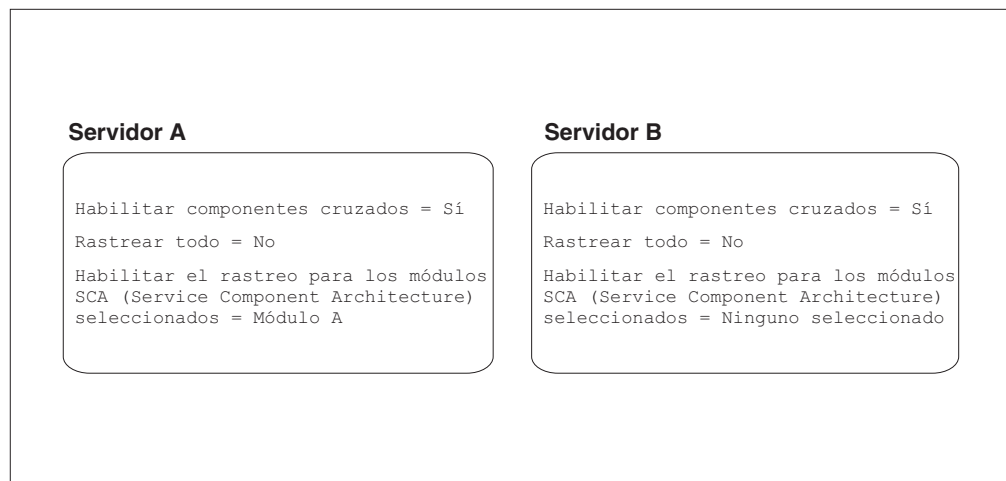 Servidor A
Habilitar componentes cruzados = Sí
Rastrear todo = No
Habilitar el rastreo para los módulos
SCA (Service Component Architecture)
seleccionados = Módulo A
Servidor B
Habilitar componentes cruzados = Sí
Rastrear todo = No
Habilitar el rastreo para los módulos
SCA (Service Component Architecture)
seleccionados = Ninguno seleccionado